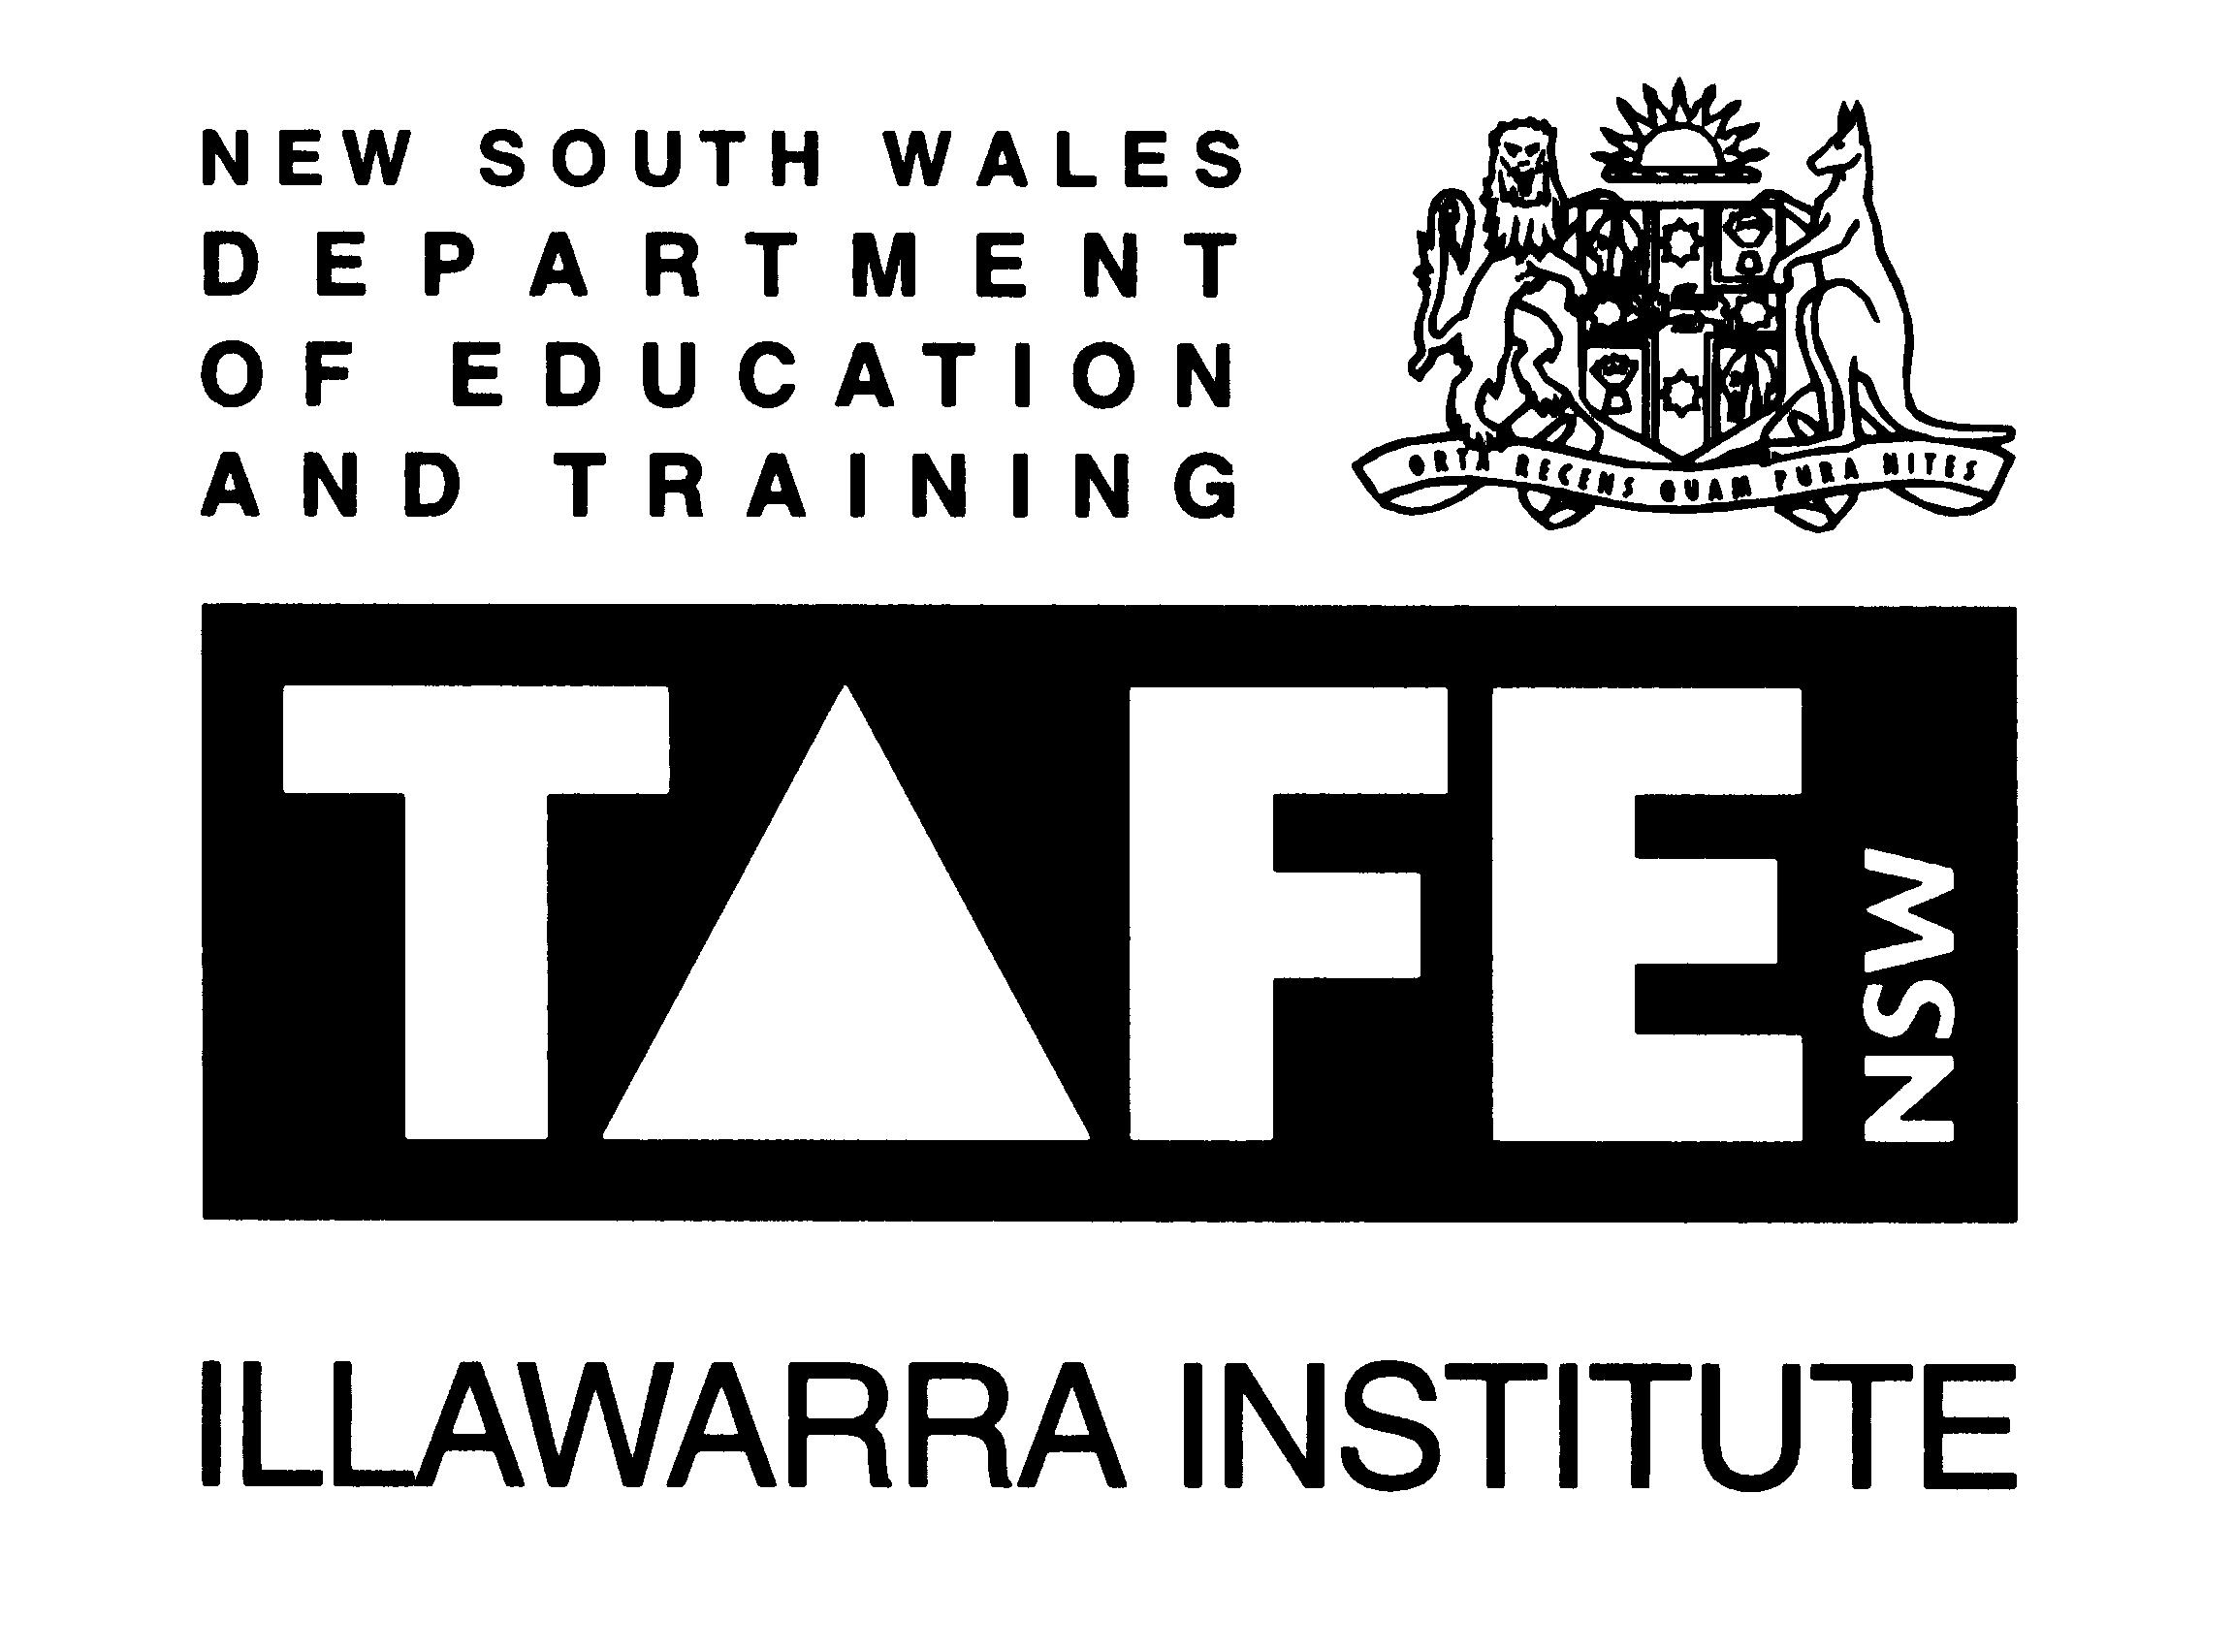 NEW SOUTH WALES
DEPARTMENT
OF EDUCATION
AND TRAINING
ORTA RECENS QUAM PURA NITES
TAFE
NSW
ILLAWARRA INSTITUTE